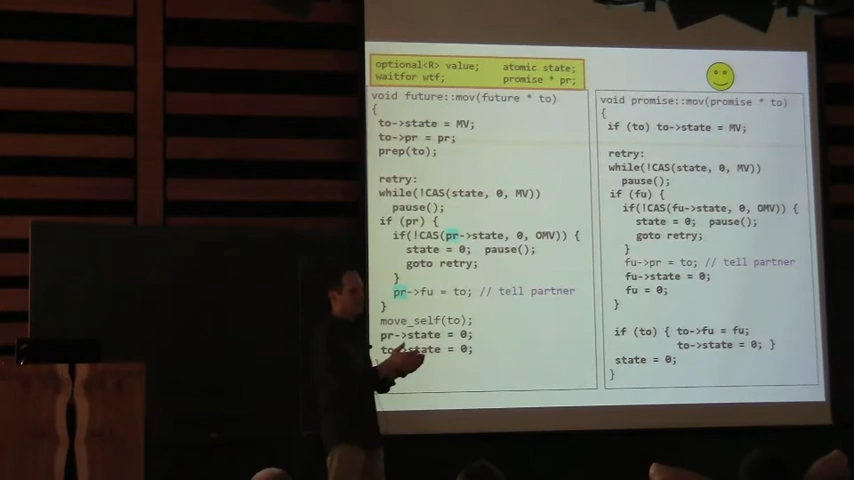 optional<R> value; atomic state;
waitfor wtf; promise * pr;
void future::mov(future * to)
{
to->state = MV;
to->pr = pr;
prep(to);
retry:
while(!CAS(state, 0, MV))
pause();
if (pr) {
if(!CAS(pr->state, 0, OMV)) {
state = 0; pause();
goto retry;
}
pr->fu = to; // tell partner
}
move_self(to);
pr->state = 0;
to->state = 0;
void promise::mov(promise * to)
{
if (to) to->state = MV;
retry:
while(!CAS(state, 0, MV))
pause();
if (fu) {
if(!CAS(fu->state, 0, OMV)) {
state = 0; pause();
goto retry;
}
fu->pr = to; // tell partner
fu->state = 0;
fu = 0;
}
if (to) { to->fu = fu;
to->state = 0; }
state = 0;
}